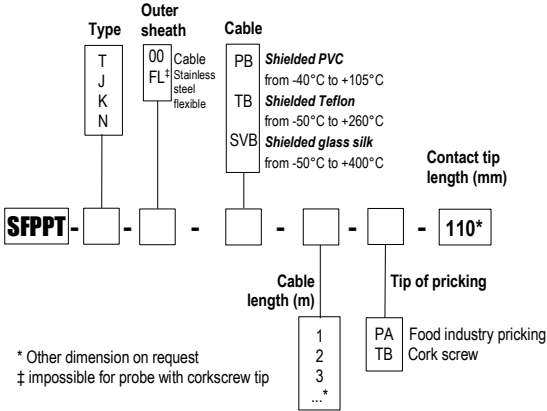 Type
T
J
K
N
Outer
sheath
00 Cable
FL‡ Stainless
steel
flexible
Cable
PB Shielded PVC
from -40°C to +105°C
TB Shielded Teflon
from -50°C to +260°C
SVB Shielded glass silk
from -50°C to +400°C
Contact tip
length (mm)
SFPPT - - - - - - 110*
Cable
length (m)
1
2
3
...*
Tip of pricking
PA Food industry pricking
TB Cork screw
* Other dimension on request
‡ impossible for probe with corkscrew tip